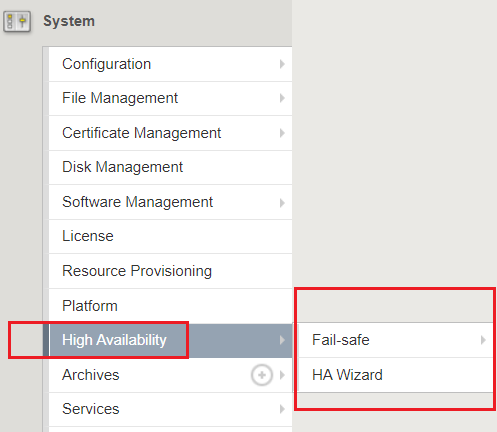 System
Configuration
File Management
Certificate Management
Disk Management
Software Management
License
Resource Provisioning
Platform
High Availability
Fail-safe
HA Wizard
Archives
Services